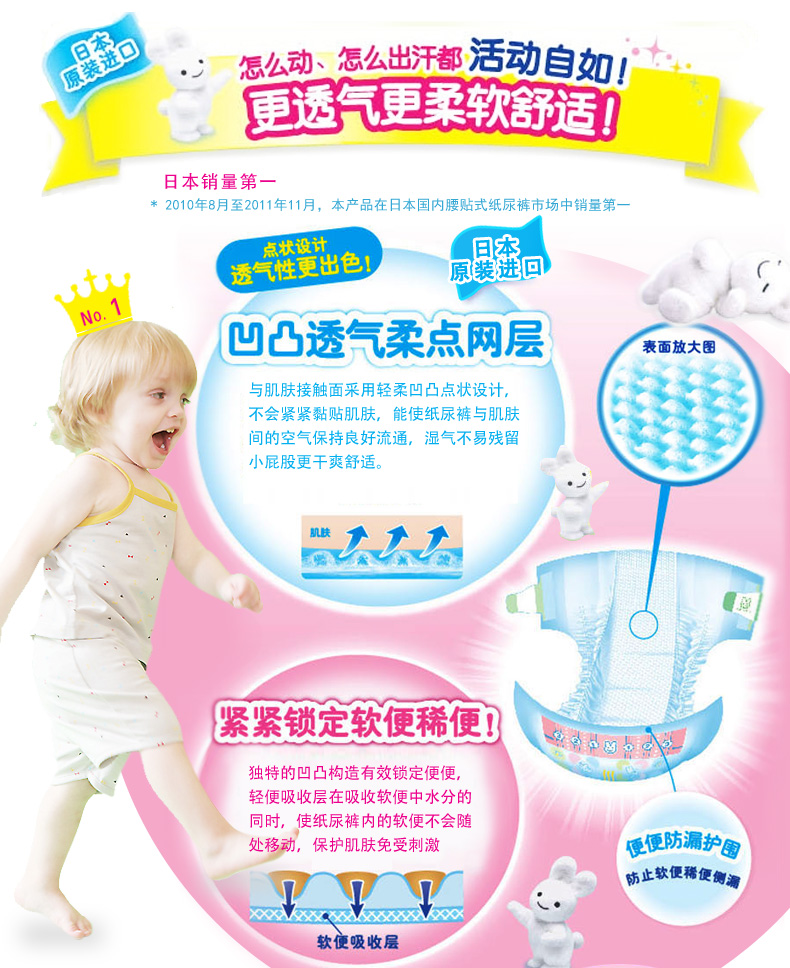 日本
原装进口
怎么动、怎么出汗都 活动自如！
更透气更柔软舒适！
日本销量第一
* 2010年8月至2011年11月，本产品在日本国内腰贴式纸尿裤市场中销量第一
点状设计
透气性更出色！
日本
原装进口
No. 1
凹凸透气柔点网层
表面放大图
与肌肤接触面采用轻柔凹凸点状设计，
不会紧紧黏贴肌肤，能使纸尿裤与肌肤
间的空气保持良好流通，湿气不易残留
小屁股更干爽舒适。
肌肤
紧紧锁定软便稀便！
独特的凹凸构造有效锁定便便，
轻便吸收层在吸收软便中水分的
同时，使纸尿裤内的软便不会随
处移动，保护肌肤免受刺激
便便防漏护围
防止软便稀便侧漏
软便吸收层